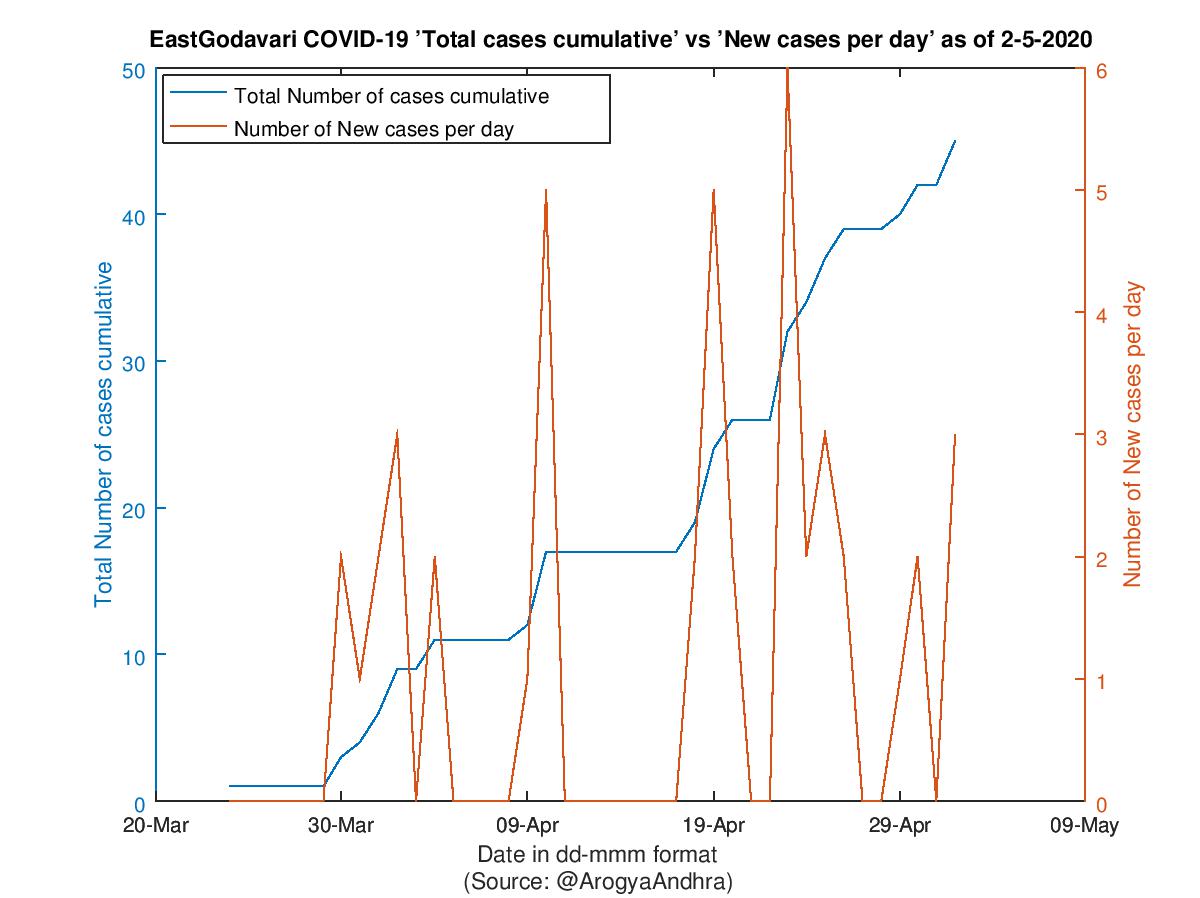 EastGodavari COVID-19 ’Total cases cumulative’ vs ’New cases per day’ as of 2-5-2020
Total Number of cases cumulative
Number of New cases per day
50
40
30
20
10
0
Total Number of cases cumulative
6
5
4
3
2
1
0
Number of New cases per day
20-Mar 30-Mar 09-Apr 19-Apr 29-Apr 09-May
Date in dd-mmm format
(Source: @ArogyaAndhra)